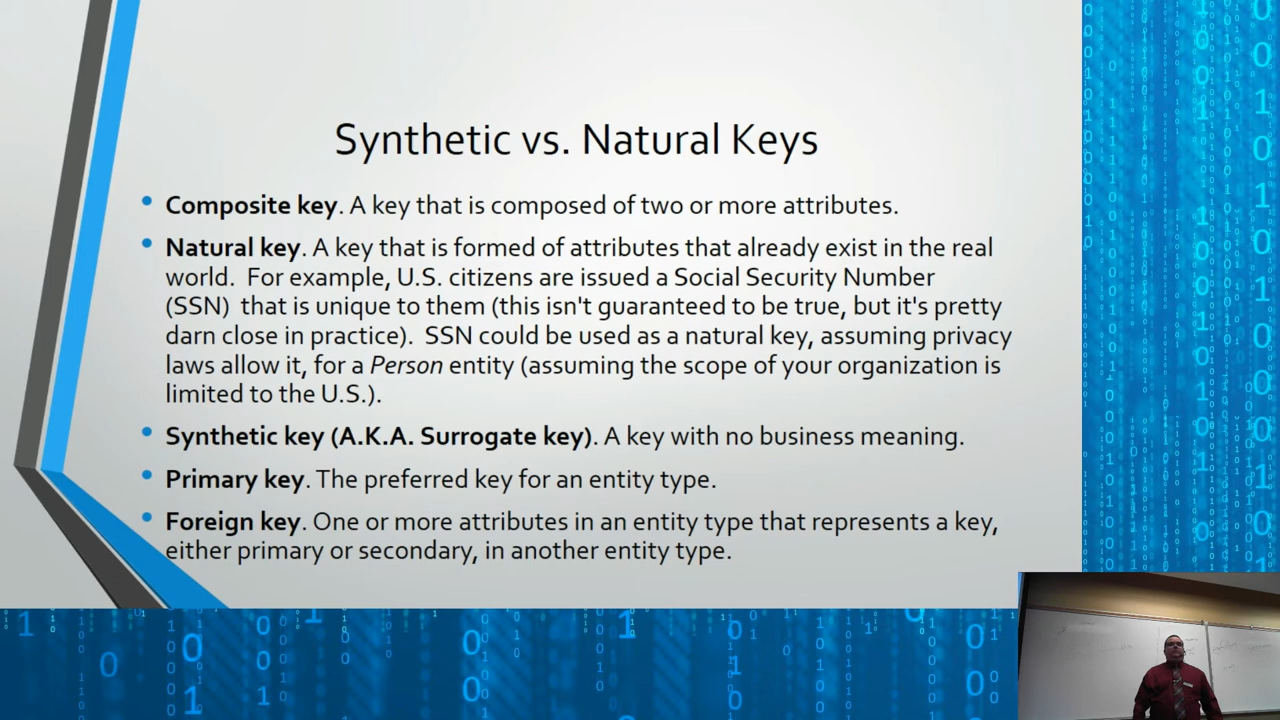 Synthetic vs. Natural Keys
• Composite key. A key that is composed of two or more attributes.
• Natural key. A key that is formed of attributes that already exist in the real
world.  For example, U.S. citizens are issued a Social Security Number
(SSN)  that is unique to them (this isn't guaranteed to be true, but it's pretty
darn close in practice).  SSN could be used as a natural key, assuming privacy
laws allow it, for a Person entity (assuming the scope of your organization is
limited to the U.S.).
• Synthetic key (A.K.A. Surrogate key). A key with no business meaning.
• Primary key. The preferred key for an entity type.
• Foreign key. One or more attributes in an entity type that represents a key,
either primary or secondary, in another entity type.